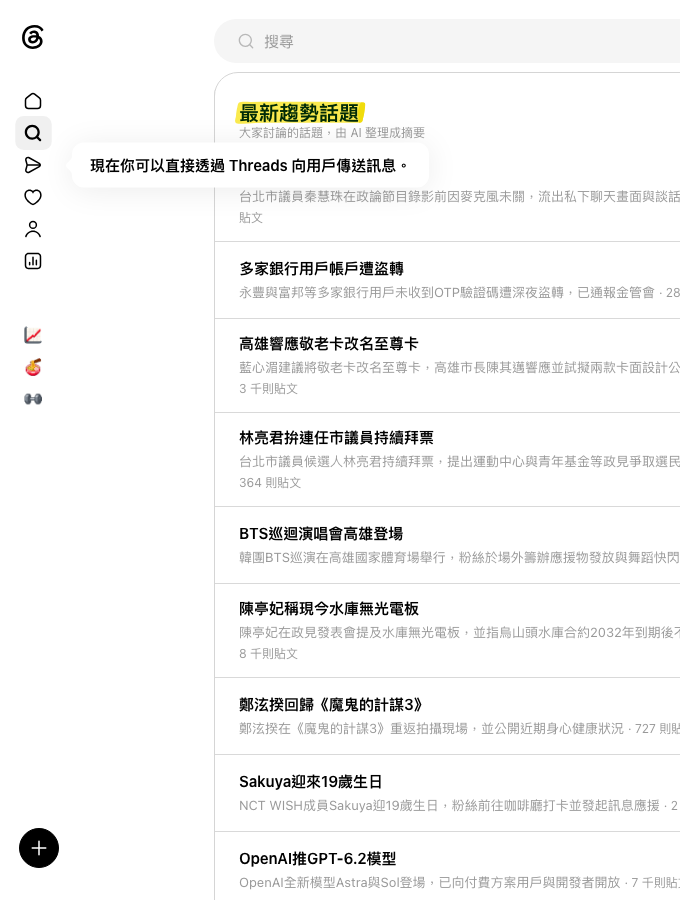 搜尋
最新趨勢話題
大家討論的話題，由 AI 整理成摘要
現在你可以直接透過 Threads 向用戶傳送訊息。
台北市議員秦慧珠在政論節目錄影前因麥克風未關，流出私下聊天畫面與談話
貼文
多家銀行用戶帳戶遭盜轉
永豐與富邦等多家銀行用戶未收到OTP驗證碼遭深夜盜轉，已通報金管會 · 28
高雄響應敬老卡改名至尊卡
藍心湄建議將敬老卡改名至尊卡，高雄市長陳其邁響應並試擬兩款卡面設計公
3 千則貼文
林亮君拚連任市議員持續拜票
台北市議員候選人林亮君持續拜票，提出運動中心與青年基金等政見爭取選民
364 則貼文
BTS巡迴演唱會高雄登場
韓團BTS巡演在高雄國家體育場舉行，粉絲於場外籌辦應援物發放與舞蹈快閃
陳亭妃稱現今水庫無光電板
陳亭妃在政見發表會提及水庫無光電板，並指烏山頭水庫合約2032年到期後不
8 千則貼文
鄭泫揆回歸《魔鬼的計謀3》
鄭泫揆在《魔鬼的計謀3》重返拍攝現場，並公開近期身心健康狀況 · 727 則貼
Sakuya迎來19歲生日
NCT WISH成員Sakuya迎19歲生日，粉絲前往咖啡廳打卡並發起訊息應援 · 2
OpenAI推GPT-6.2模型
OpenAI全新模型Astra與Sol登場，已向付費方案用戶與開發者開放 · 7 千則貼文